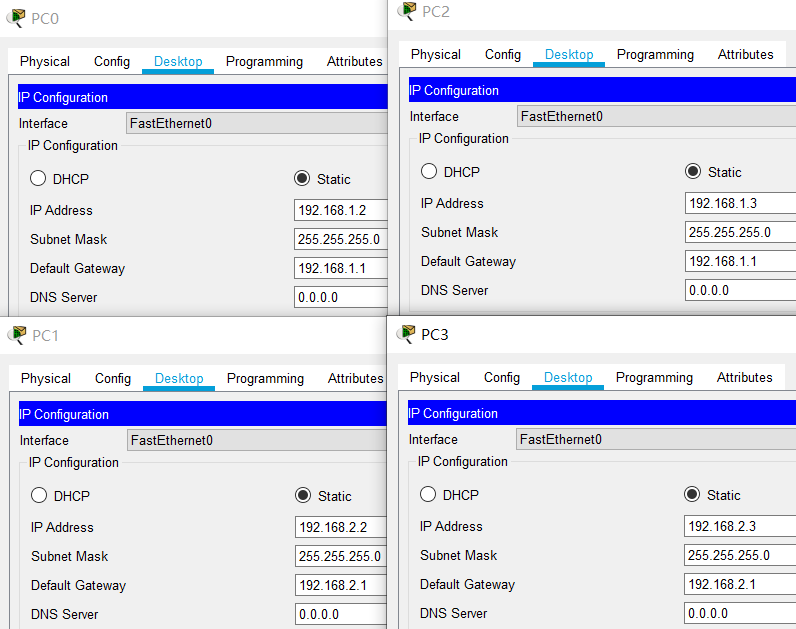 PC0
Physical Config Desktop Programming Attributes
IP Configuration
Interface FastEthernet0
IP Configuration
DHCP Static
IP Address 192.168.1.2
Subnet Mask 255.255.255.0
Default Gateway 192.168.1.1
DNS Server 0.0.0.0
PC2
Physical Config Desktop Programming Attributes
IP Configuration
Interface FastEthernet0
IP Configuration
DHCP Static
IP Address 192.168.1.3
Subnet Mask 255.255.255.0
Default Gateway 192.168.1.1
DNS Server 0.0.0.0
PC1
Physical Config Desktop Programming Attributes
IP Configuration
Interface FastEthernet0
IP Configuration
DHCP Static
IP Address 192.168.2.2
Subnet Mask 255.255.255.0
Default Gateway 192.168.2.1
DNS Server 0.0.0.0
PC3
Physical Config Desktop Programming Attributes
IP Configuration
Interface FastEthernet0
IP Configuration
DHCP Static
IP Address 192.168.2.3
Subnet Mask 255.255.255.0
Default Gateway 192.168.2.1
DNS Server 0.0.0.0